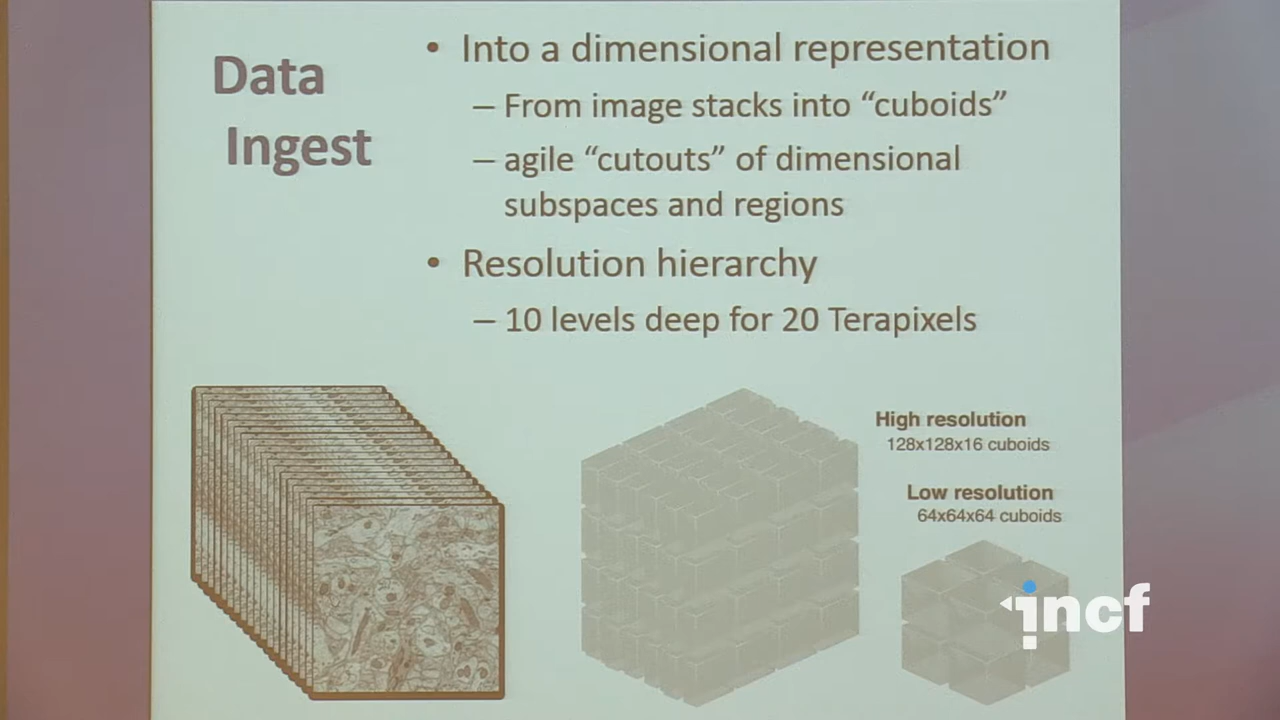 Data
Ingest
• Into a dimensional representation
– From image stacks into “cuboids”
– agile “cutouts” of dimensional
subspaces and regions
• Resolution hierarchy
– 10 levels deep for 20 Terapixels
High resolution
128x128x16 cuboids
Low resolution
64x64x64 cuboids
incf